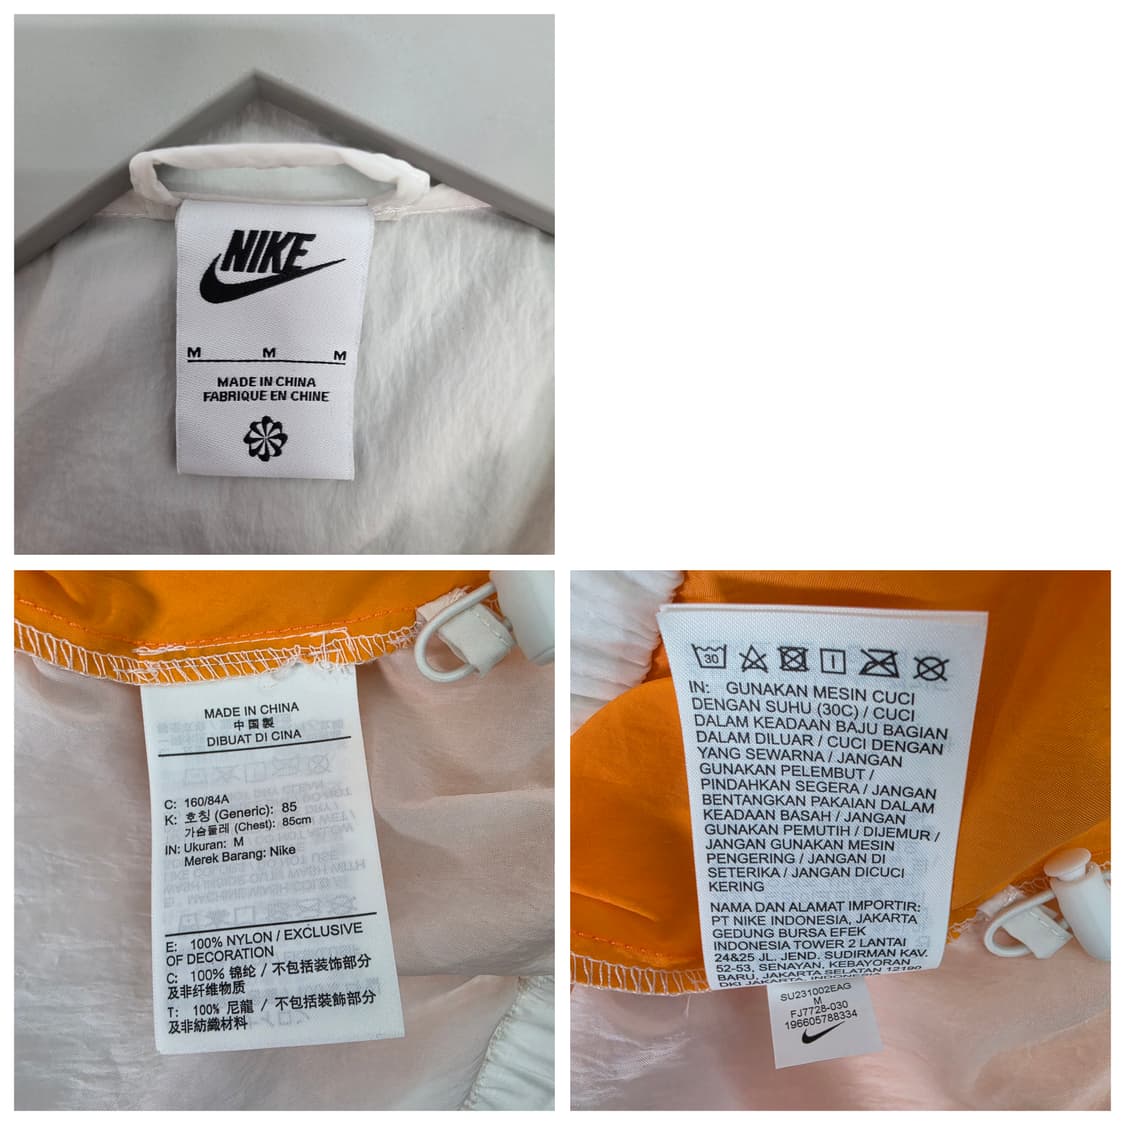 NIKE
M M M
MADE IN CHINA
FABRIQUE EN CHINE
MADE IN CHINA
中国製
DIBUAT DI CINA
C: 160/84A
K: 호칭 (Generic): 85
가슴둘레 (Chest): 85cm
IN: Ukuran: M
Merek Barang: Nike
E: 100% NYLON / EXCLUSIVE
OF DECORATION
C: 100% 锦纶 / 不包括装饰部分
及非纤维物质
T: 100% 尼龍 / 不包括裝飾部分
及非紡織材料
30
IN: GUNAKAN MESIN CUCI
DENGAN SUHU (30C) / CUCI
DALAM KEADAAN BAJU BAGIAN
DALAM DILUAR / CUCI DENGAN
YANG SEWARNA / JANGAN
GUNAKAN PELEMBUT /
PINDAHKAN SEGERA / JANGAN
BENTANGKAN PAKAIAN DALAM
KEADAAN BASAH / JANGAN
GUNAKAN PEMUTIH / DIJEMUR /
JANGAN GUNAKAN MESIN
PENGERING / JANGAN DI
SETERIKA / JANGAN DICUCI
KERING
NAMA DAN ALAMAT IMPORTIR:
PT NIKE INDONESIA, JAKARTA
GEDUNG BURSA EFEK
INDONESIA TOWER 2 LANTAI
24&25 JL. JEND. SUDIRMAN KAV.
52-53, SENAYAN, KEBAYORAN
BARU, JAKARTA SELATAN 12190
DKI JAKARTA, INDONESIA
SU231002EAG
M
FJ7728-030
196605788334